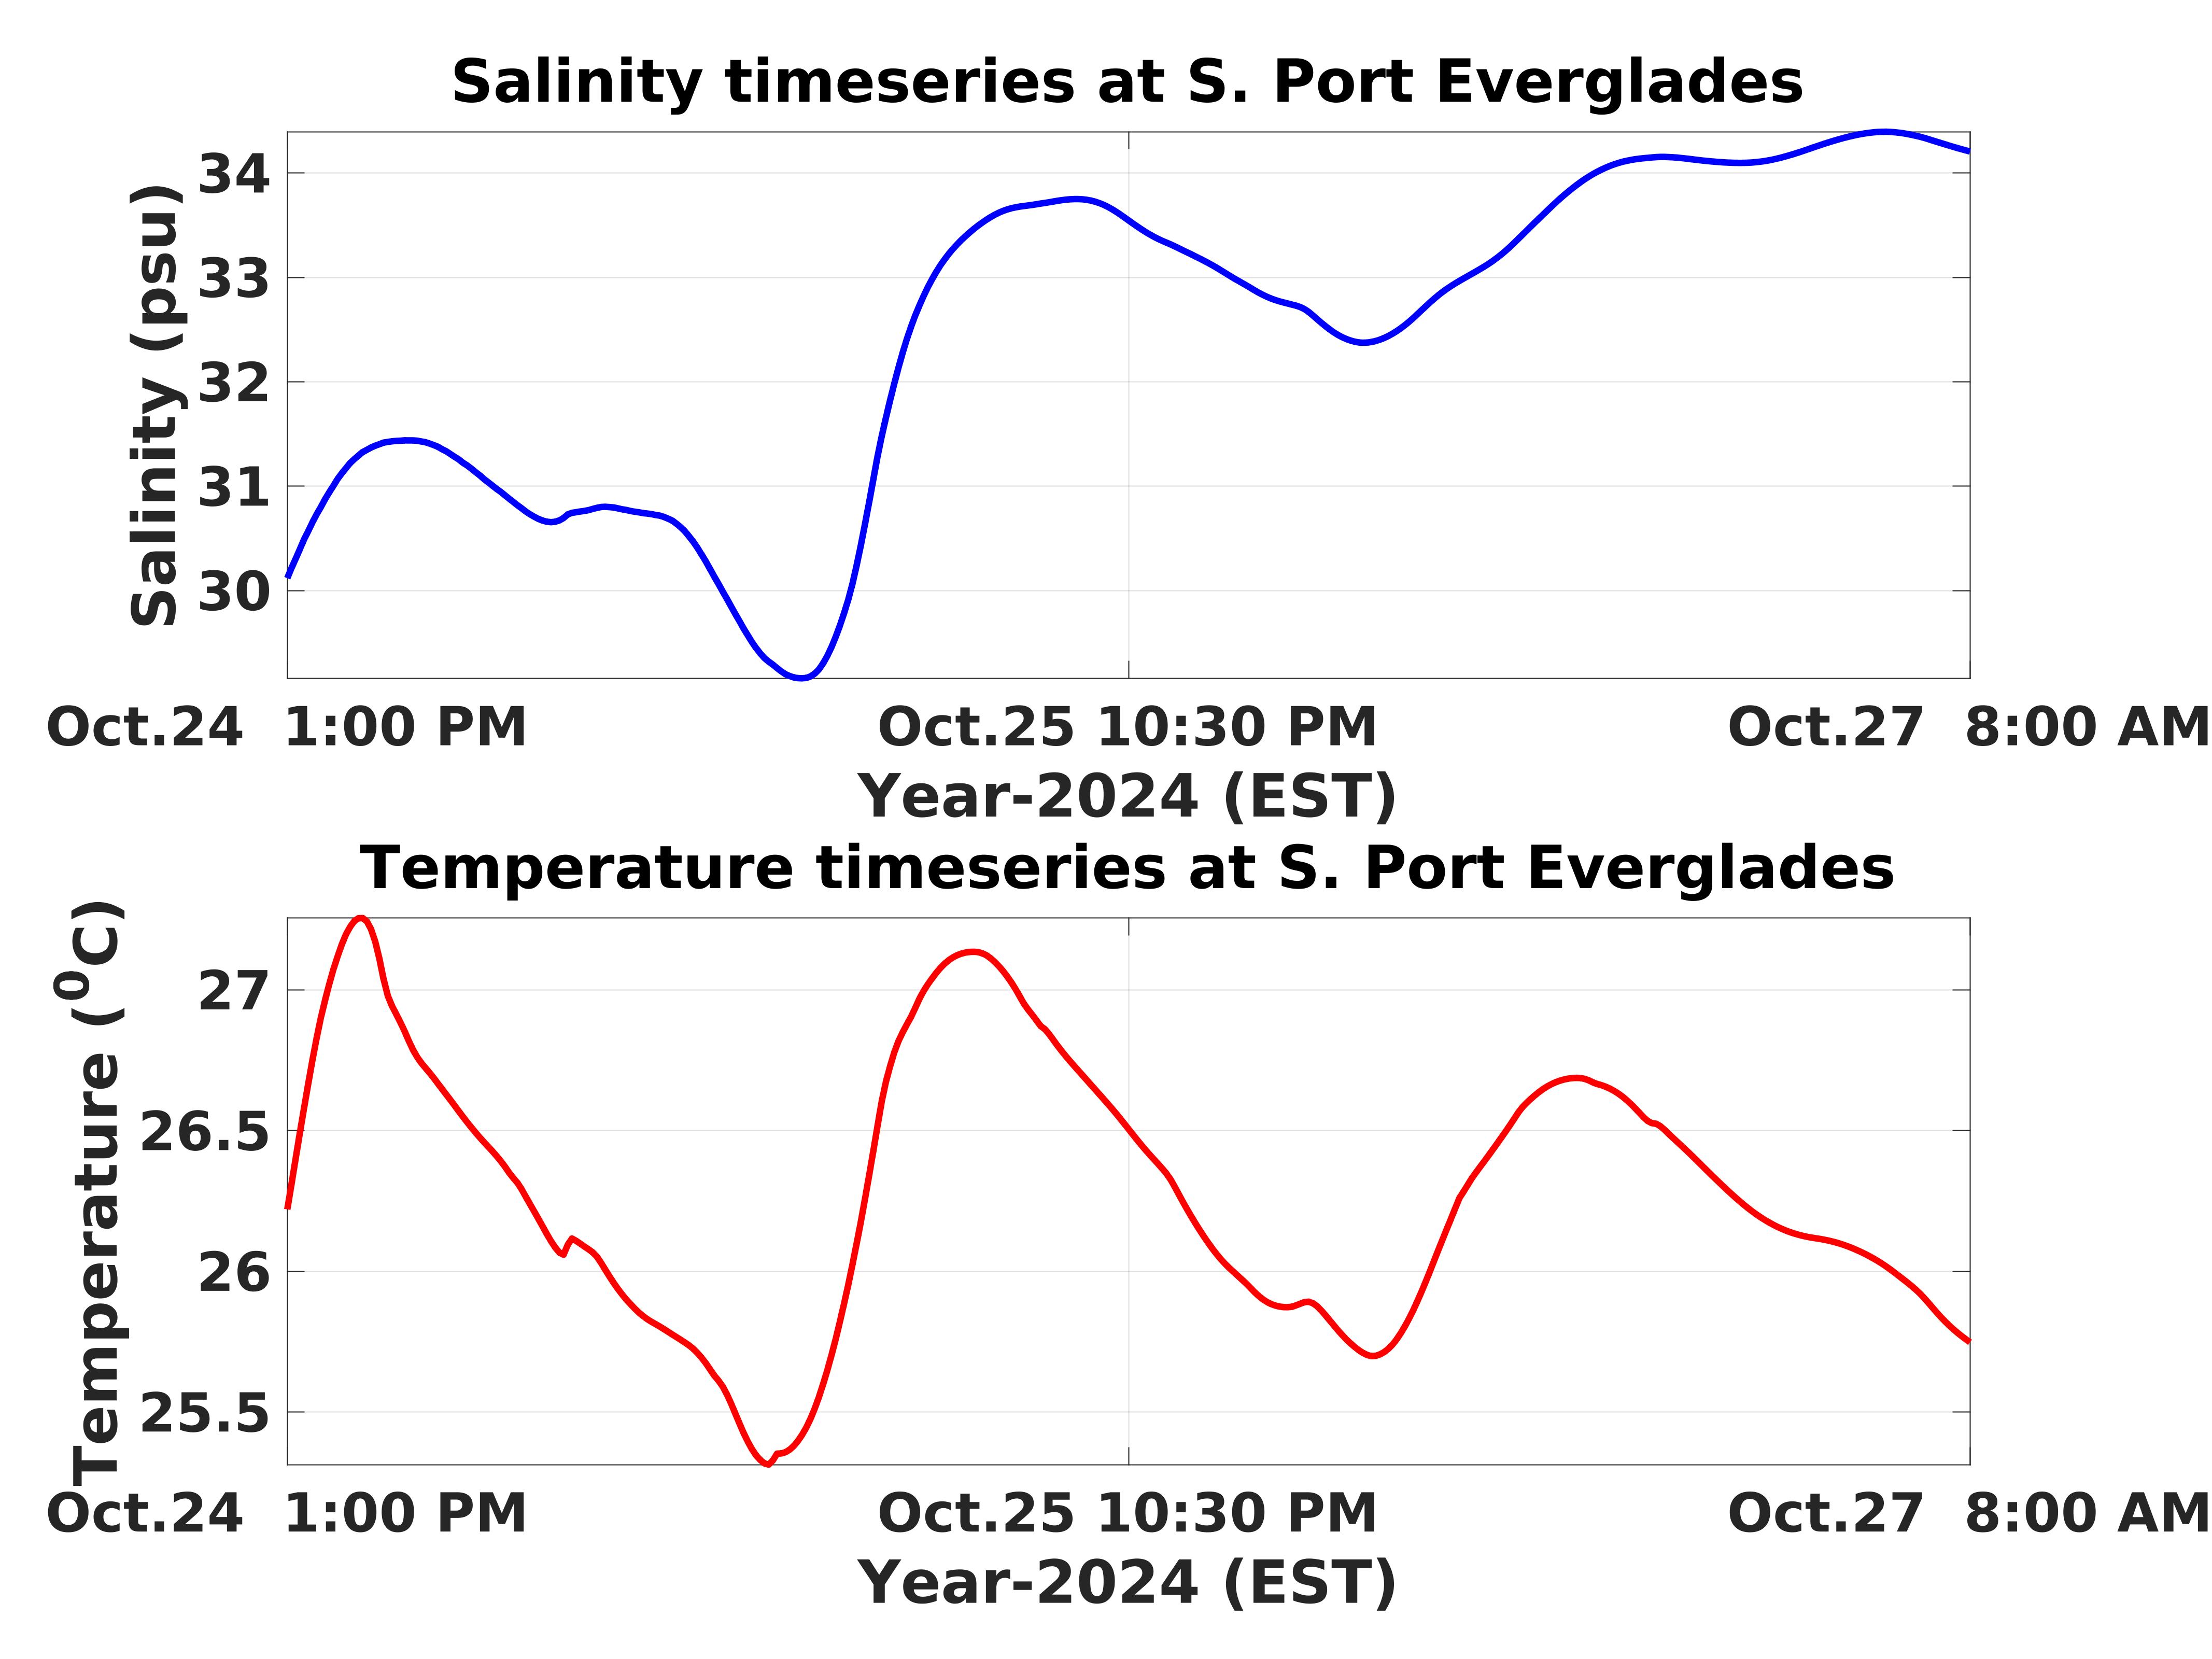 Salinity timeseries at S. Port Everglades
Salinity (psu)
34
33
32
31
30
Oct.24 1:00 PM
Oct.25 10:30 PM
Oct.27 8:00 AM
Year-2024 (EST)
Temperature timeseries at S. Port Everglades
Temperature (⁰C)
27
26.5
26
25.5
Oct.24 1:00 PM
Oct.25 10:30 PM
Oct.27 8:00 AM
Year-2024 (EST)